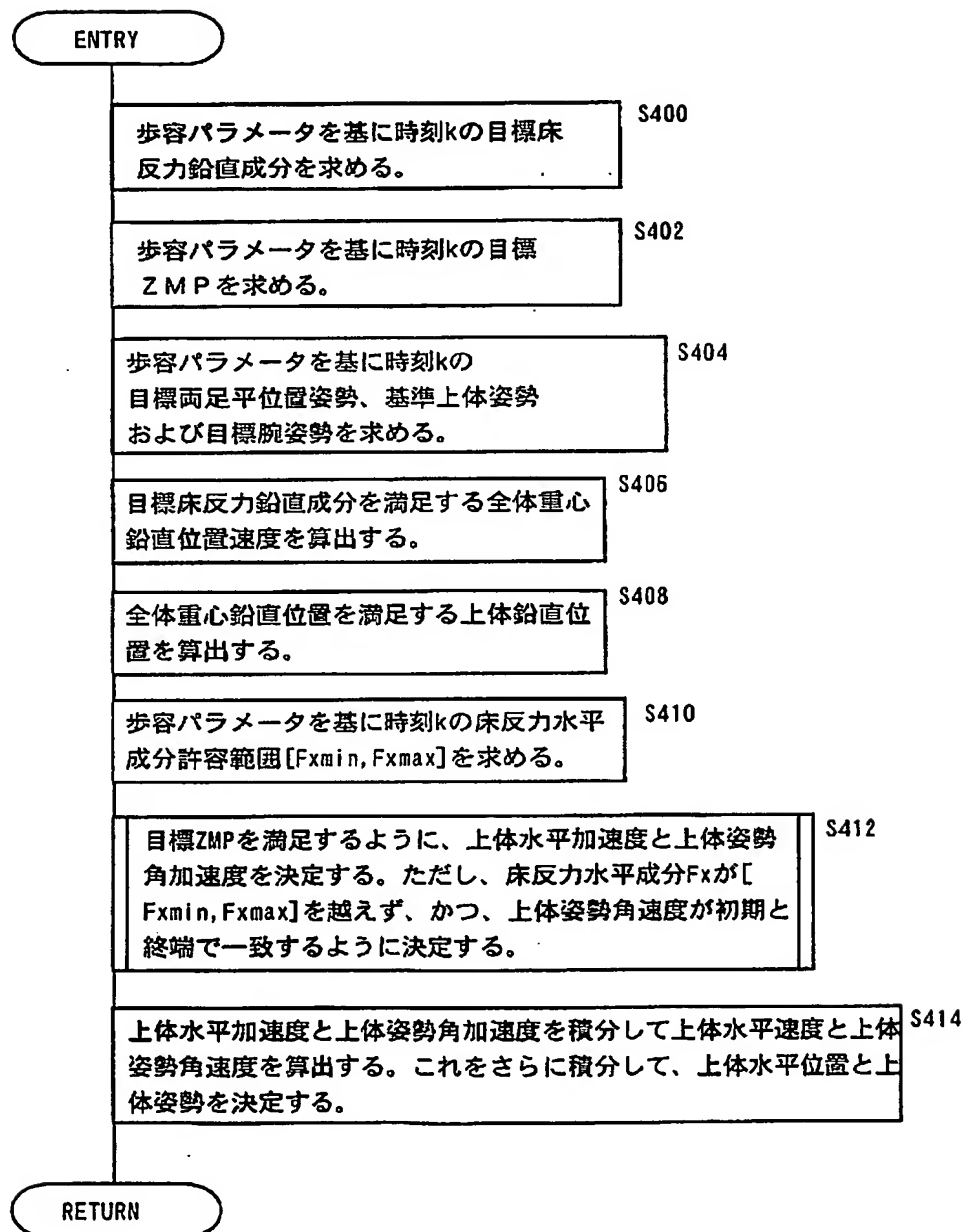 ENTRY
S400
歩容パラメータを基に時刻kの目標床
反力鉛直成分を求める。
S402
歩容パラメータを基に時刻kの目標
ZMPを求める。
S404
歩容パラメータを基に時刻kの
目標両足平位置姿勢、基準上体姿勢
および目標腕姿勢を求める。
S406
目標床反力鉛直成分を満足する全体重心
鉛直位置速度を算出する。
S408
全体重心鉛直位置を満足する上体鉛直位
置を算出する。
S410
歩容パラメータを基に時刻kの床反力水平
成分許容範囲[Fxmin,Fxmax]を求める。
S412
目標ZMPを満足するように、上体水平加速度と上体姿勢
角加速度を決定する。ただし、床反力水平成分Fxが[
Fxmin,Fxmax]を越えず、かつ、上体姿勢角速度が初期と
終端で一致するように決定する。
S414
上体水平加速度と上体姿勢角加速度を積分して上体水平速度と上体
姿勢角速度を算出する。これをさらに積分して、上体水平位置と上
体姿勢を決定する。
RETURN